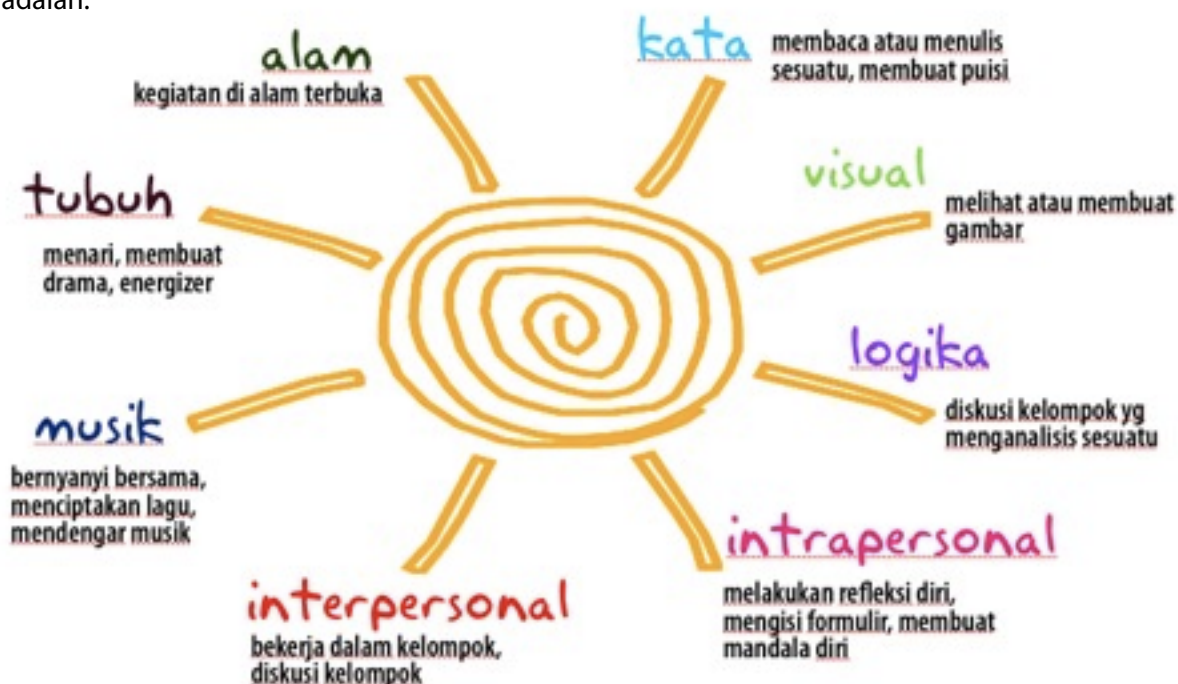 adalah:
kata
membaca atau menulis
sesuatu, membuat puisi
visual
melihat atau membuat
gambar
logika
diskusi kelompok yg
menganalisis sesuatu
intrapersonal
melakukan refleksi diri,
mengisi formulir, membuat
mandala diri
interpersonal
bekerja dalam kelompok,
diskusi kelompok
musik
bernyanyi bersama,
menciptakan lagu,
mendengar musik
tubuh
menari, membuat
drama, energizer
alam
kegiatan di alam terbuka